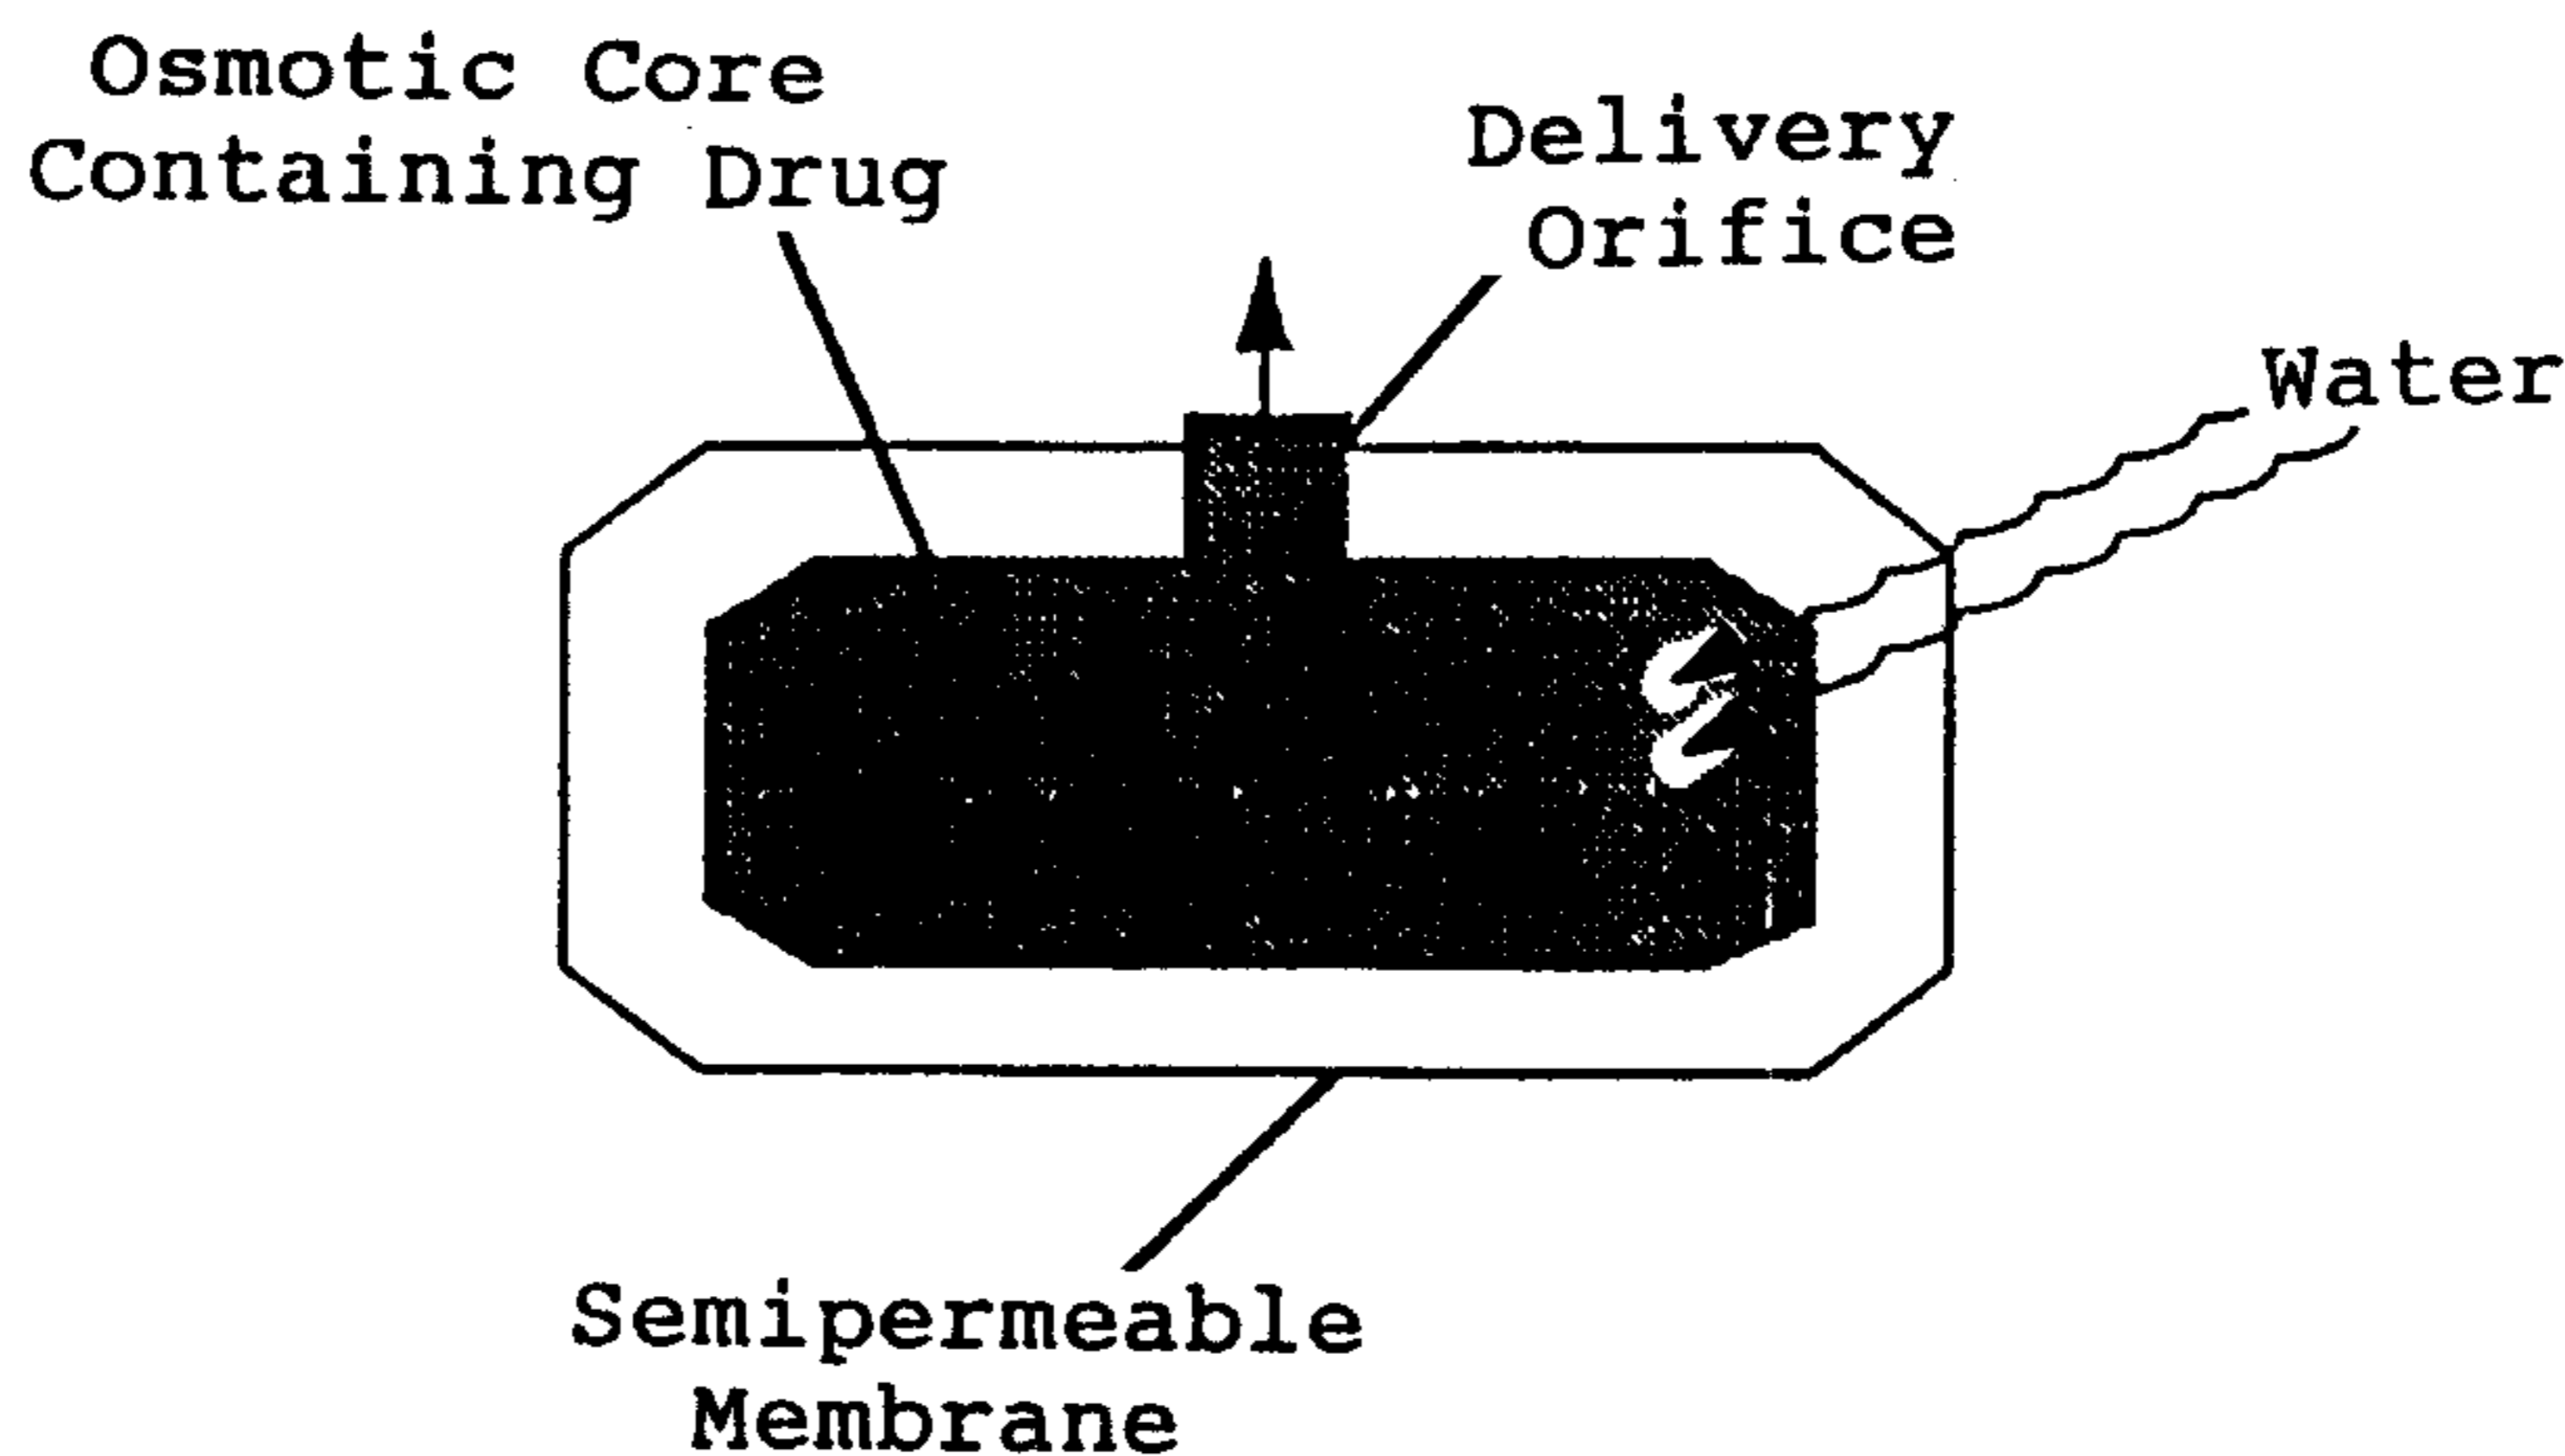 Osmotic Core
Containing Drug
Delivery
Orifice
Water
Semipermeable
Membrane